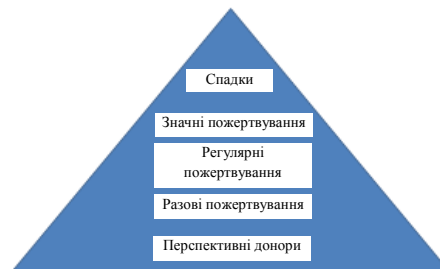 Спадки
Значні пожертвування
Регулярні
пожертвування
Разові пожертвування
Перспективні донори